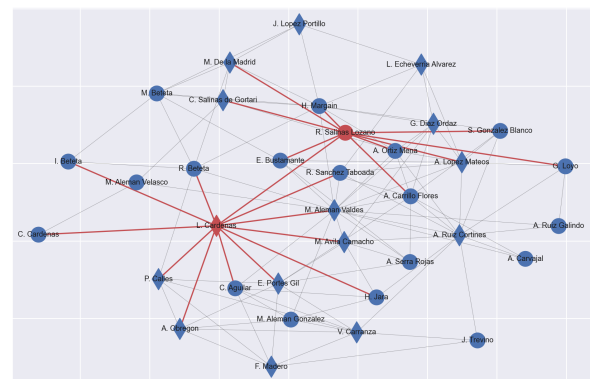 J. Lopez Portillo
M. De la Madrid
L. Echeverria Alvarez
M. Beteta
C. Salinas de Gortari
H. Margain
G. Diaz Ordaz
R. Salinas Lozano
S. Gonzalez Blanco
A. Ortiz Mena
I. Beteta
E. Bustamante
A. Lopez Mateos
G. Loyo
R. Beteta
R. Sanchez Taboada
M. Aleman Velasco
A. Carrillo Flores
M. Aleman Valdes
L. Cardenas
A. Ruiz Galindo
C. Cardenas
A. Ruiz Cortines
M. Avila Camacho
A. Carvajal
A. Serra Rojas
P. Calles
E. Portes Gil
C. Aguilar
H. Jara
M. Aleman Gonzalez
A. Obregon
V. Carranza
J. Trevino
F. Madero